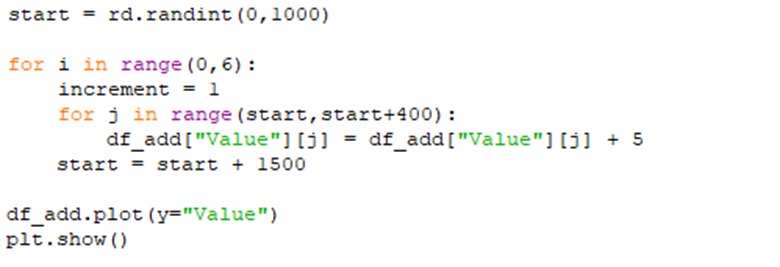 start = rd.randint(0,1000)

for i in range(0,6):
    increment = 1
    for j in range(start,start+400):
        df_add["Value"][j] = df_add["Value"][j] + 5
    start = start + 1500

df_add.plot(y="Value")
plt.show()